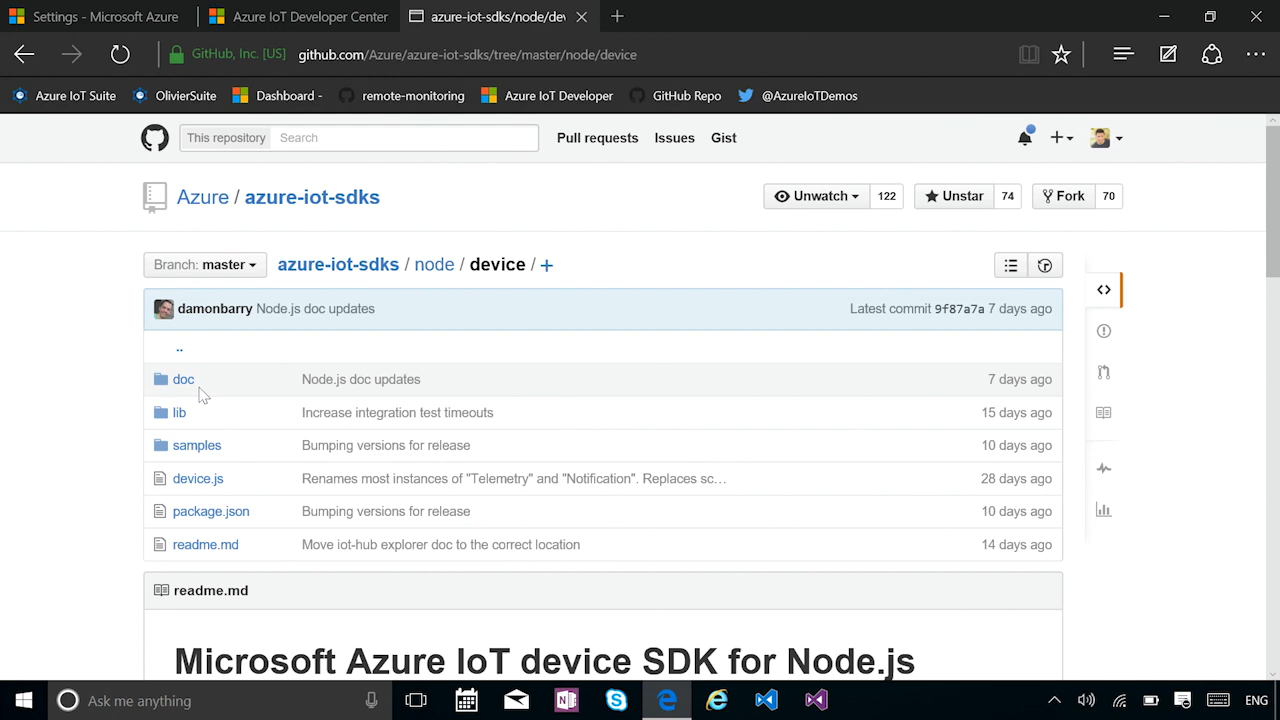 Settings - Microsoft Azure
Azure IoT Developer Center
azure-iot-sdks/node/dev
GitHub, Inc. [US]
github.com/Azure/azure-iot-sdks/tree/master/node/device
Azure IoT Suite
OlivierSuite
Dashboard -
remote-monitoring
Azure IoT Developer
GitHub Repo
@AzureIoTDemos
This repository
Search
Pull requests
Issues
Gist
Azure / azure-iot-sdks
Unwatch
122
Unstar
74
Fork
70
Branch: master
azure-iot-sdks / node / device / +
damonbarry Node.js doc updates
Latest commit 9f87a7a 7 days ago
..
doc
Node.js doc updates
7 days ago
lib
Increase integration test timeouts
15 days ago
samples
Bumping versions for release
10 days ago
device.js
Renames most instances of "Telemetry" and "Notification". Replaces sc…
28 days ago
package.json
Bumping versions for release
10 days ago
readme.md
Move iot-hub explorer doc to the correct location
14 days ago
readme.md
Microsoft Azure IoT device SDK for Node.js
Ask me anything
ENG